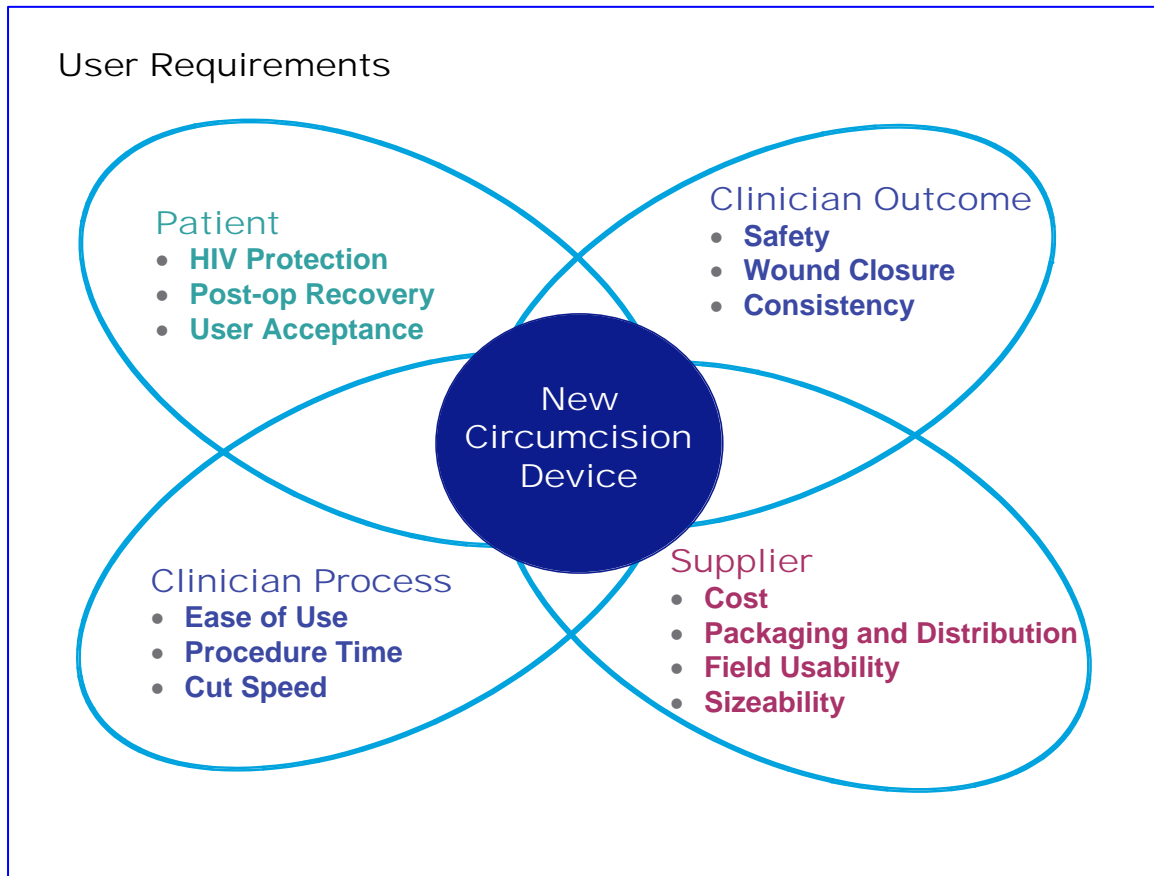 User Requirements
Patient
• HIV Protection
• Post-op Recovery
• User Acceptance
Clinician Outcome
• Safety
• Wound Closure
• Consistency
New
Circumcision
Device
Clinician Process
• Ease of Use
• Procedure Time
• Cut Speed
Supplier
• Cost
• Packaging and Distribution
• Field Usability
• Sizeability